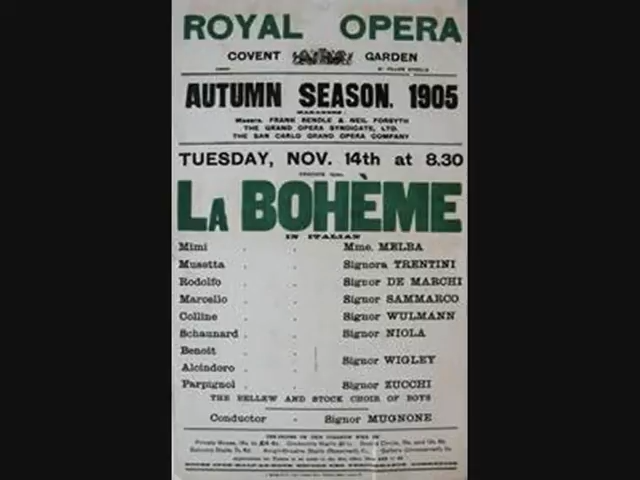 ROYAL OPERA
COVENT GARDEN
AUTUMN SEASON. 1905
MANAGERS:
Messrs. FRANK RENDLE & NEIL FORSYTH
THE GRAND OPERA SYNDICATE, LTD.
THE SAN CARLO GRAND OPERA COMPANY
TUESDAY, NOV. 14th at 8.30
LA BOHÈME
IN ITALIAN
Mimi . . Mme. MELBA
Musetta . . Signora TRENTINI
Rodolfo . . Signor DE MARCHI
Marcello . . Signor SAMMARCO
Colline . . Signor WULMANN
Schaunard . . Signor NIOLA
Benoit . .
Signor WIGLEY
Alcindoro . .
Parpignol . . Signor ZUCCHI
THE BELLEW AND STOCK CHOIR OF BOYS
Conductor - Signor MUGNONE